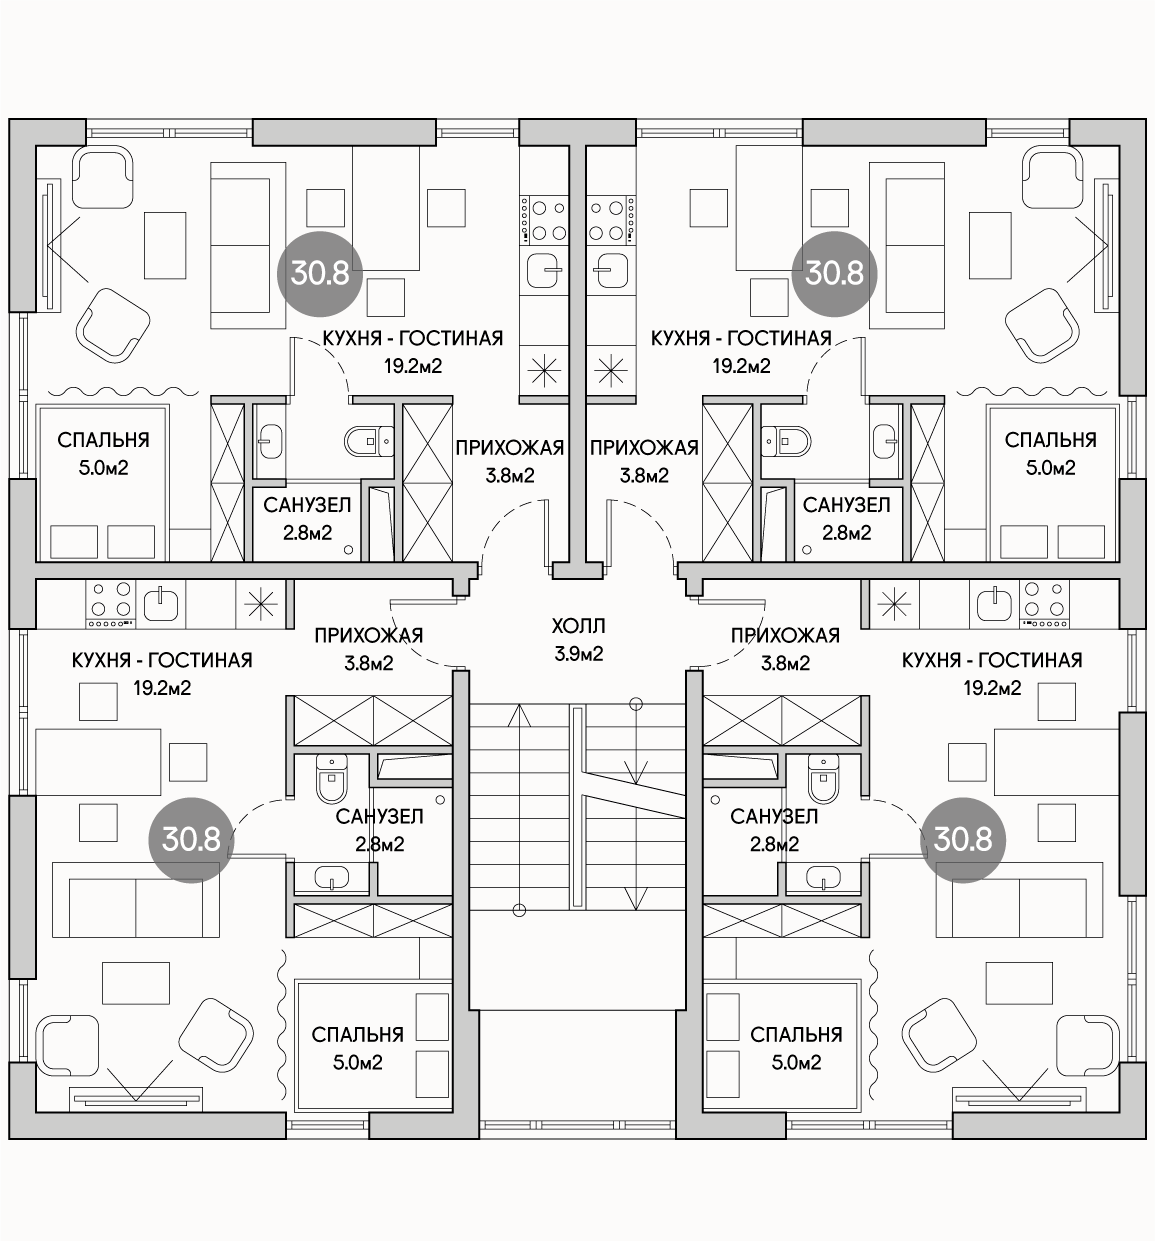 30.8
30.8
КУХНЯ - ГОСТИНАЯ
19.2м2
КУХНЯ - ГОСТИНАЯ
19.2м2
СПАЛЬНЯ
5.0м2
ПРИХОЖАЯ
3.8м2
ПРИХОЖАЯ
3.8м2
СПАЛЬНЯ
5.0м2
САНУЗЕЛ
2.8м2
САНУЗЕЛ
2.8м2
ПРИХОЖАЯ
3.8м2
ХОЛЛ
3.9м2
ПРИХОЖАЯ
3.8м2
КУХНЯ - ГОСТИНАЯ
19.2м2
КУХНЯ - ГОСТИНАЯ
19.2м2
30.8
САНУЗЕЛ
2.8м2
САНУЗЕЛ
2.8м2
30.8
СПАЛЬНЯ
5.0м2
СПАЛЬНЯ
5.0м2